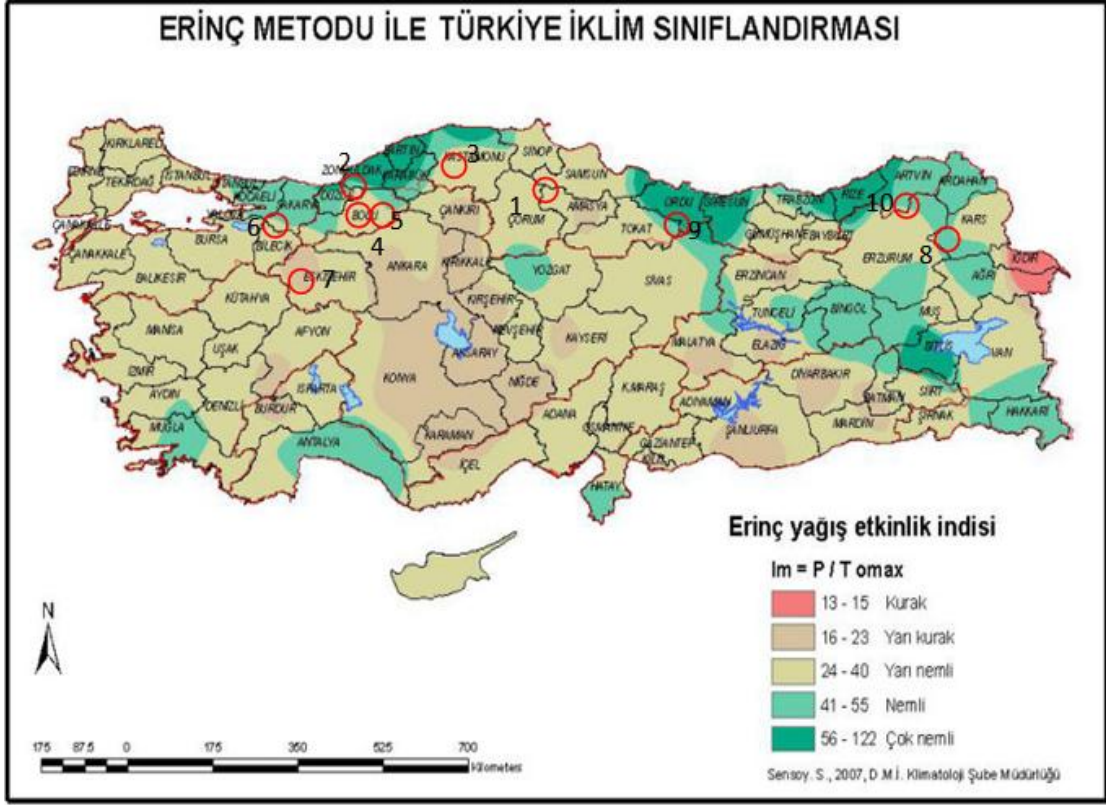 ERİNÇ METODU İLE TÜRKİYE İKLİM SINIFLANDIRMASI
KIRKLARELİ
TEKİRDAĞ
İSTANBUL
KOCAELİ
SAKARYA
2
ZONGULDAK
BARTIN
KARABÜK
KASTAMONU
3
SİNOP
SAMSUN
1
ÇORUM
AMASYA
ÇANKIRI
BOLU
5
4
6
BİLECİK
BURSA
ÇANAKKALE
BALIKESİR
ESKİŞEHİR
7
KÜTAHYA
ANKARA
KIRIKKALE
YOZGAT
TOKAT
ORDU
GİRESUN
9
TRABZON
RİZE
ARTVİN
ARDAHAN
10
KARS
8
GÜMÜŞHANE
BAYBURT
ERZURUM
ERZİNCAN
IĞDIR
AĞRI
SİVAS
KIRŞEHİR
NEVŞEHİR
KAYSERİ
TUNCELİ
BİNGÖL
MUŞ
BİTLİS
VAN
MANİSA
UŞAK
AFYON
İZMİR
AYDIN
DENİZLİ
ISPARTA
BURDUR
MUĞLA
ANTALYA
KONYA
AKSARAY
NİĞDE
KARAMAN
İÇEL
ADANA
OSMANİYE
K.MARAŞ
MALATYA
ELAZIĞ
ADIYAMAN
DİYARBAKIR
BATMAN
SİİRT
ŞIRNAK
HAKKARİ
MARDİN
ŞANLIURFA
GAZİANTEP
KİLİS
HATAY
Erinç yağış etkinlik indisi
Im = P / T omax
13 - 15 Kurak
16 - 23 Yarı kurak
24 - 40 Yarı nemli
41 - 55 Nemli
56 - 122 Çok nemli
N
175 87,5 0 175 350 525 700
Kilometers
Sensoy. S., 2007, D.M.İ. Klimatoloji Şube Müdürlüğü